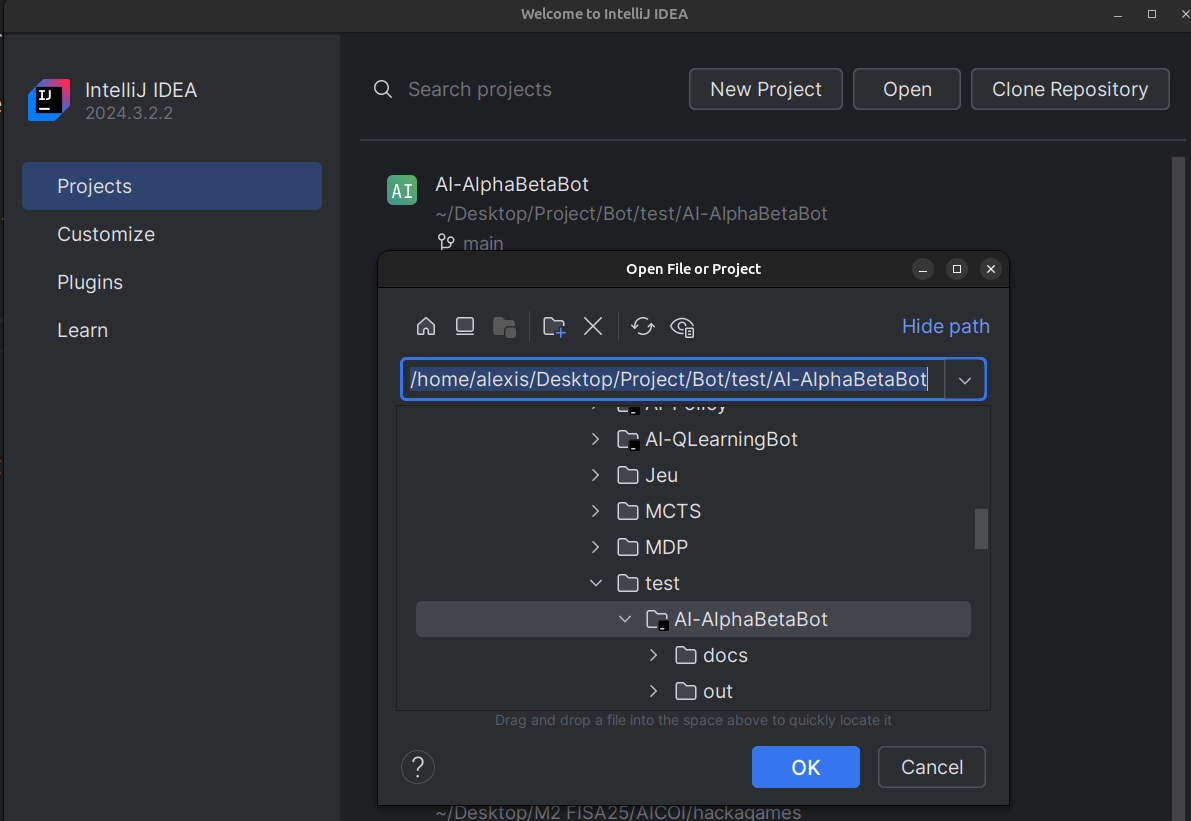 Welcome to IntelliJ IDEA
IJ
IntelliJ IDEA
2024.3.2.2
Search projects
New Project
Open
Clone Repository
Projects
Customize
Plugins
Learn
AI
AI-AlphaBetaBot
~/Desktop/Project/Bot/test/AI-AlphaBetaBot
main
Open File or Project
Hide path
/home/alexis/Desktop/Project/Bot/test/AI-AlphaBetaBot
AI-QLearningBot
Jeu
MCTS
MDP
test
AI-AlphaBetaBot
docs
out
Drag and drop a file into the space above to quickly locate it
?
OK
Cancel
~/Desktop/M2 FISA25/AICOI/hackagames